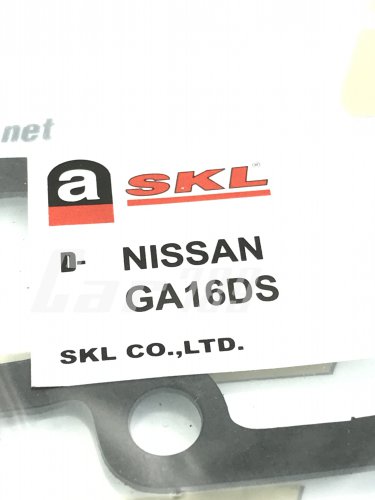 .net
a SKL
NISSAN
GA16DS
SKL CO.,LTD.